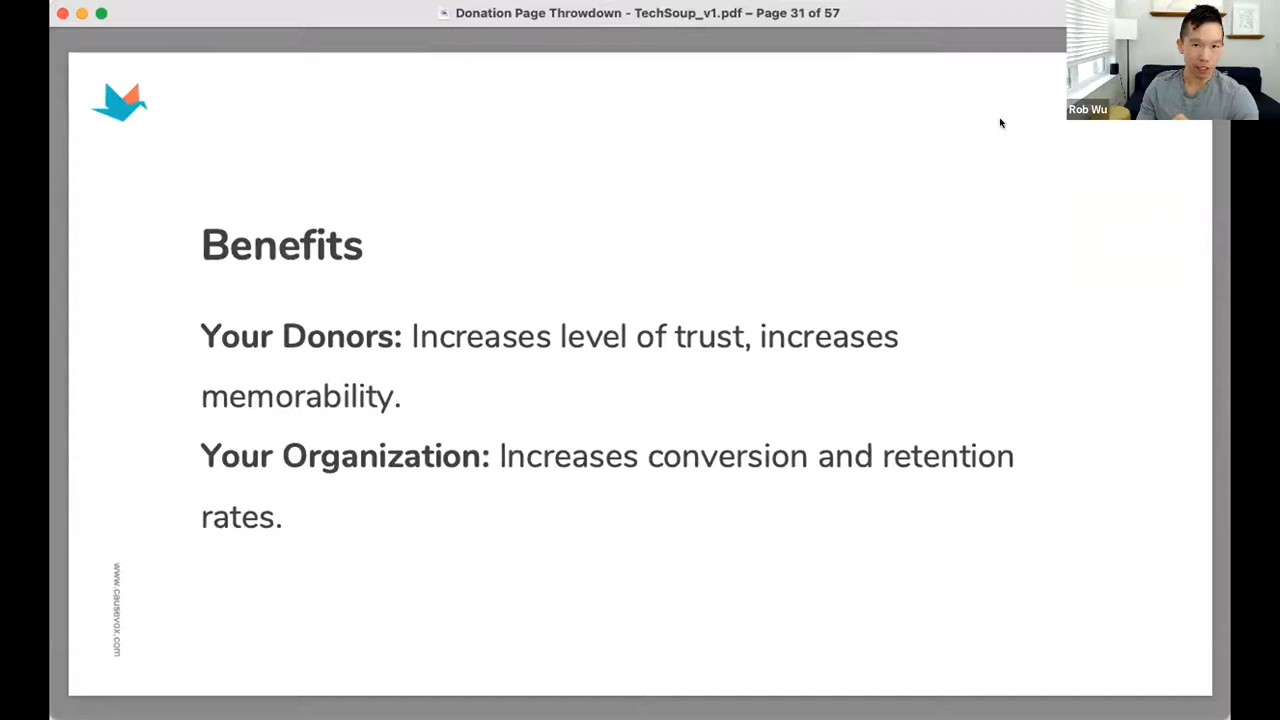 Donation Page Throwdown - TechSoup_v1.pdf – Page 31 of 57
Rob Wu
Benefits
Your Donors: Increases level of trust, increases
memorability.
Your Organization: Increases conversion and retention
rates.
www.causevox.com